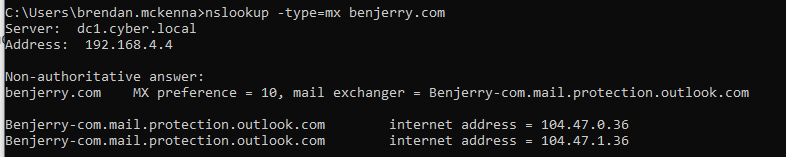 C:\Users\brendan.mckenna>nslookup -type=mx benjerry.com
Server:  dc1.cyber.local
Address:  192.168.4.4
Non-authoritative answer:
benjerry.com    MX preference = 10, mail exchanger = Benjerry-com.mail.protection.outlook.com
Benjerry-com.mail.protection.outlook.com        internet address = 104.47.0.36
Benjerry-com.mail.protection.outlook.com        internet address = 104.47.1.36